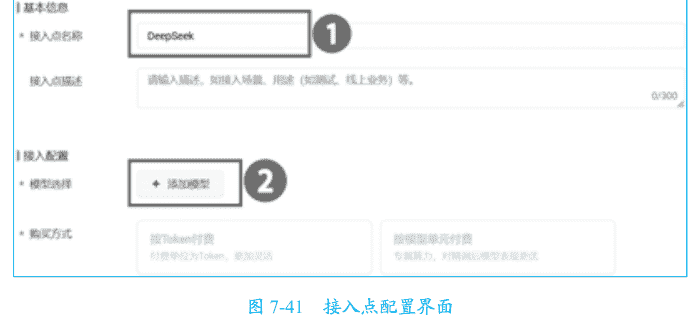 基本信息
* 接入点名称
DeepSeek
1
接入点描述
请输入描述，如接入场景、用途（如测试、线上业务）等。
0/300
接入配置
* 模型选择
+ 添加模型
2
* 购买方式
按Token付费
付费单位为Token，更加灵活
按模型单元付费
专属算力，对精调后模型表现更优
图 7-41 接入点配置界面